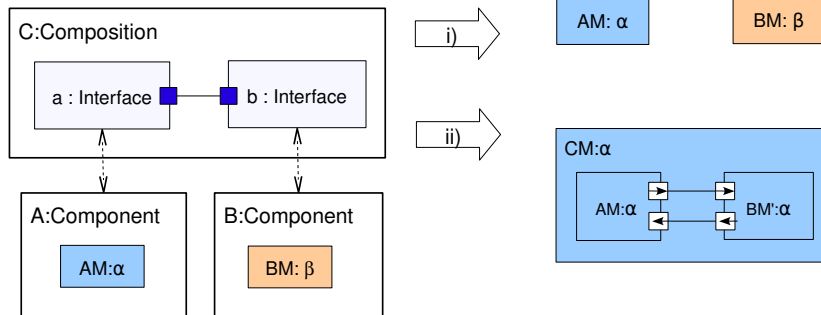 C:Composition
a : Interface
b : Interface
A:Component
AM:α
B:Component
BM: β
i)
AM: α
BM: β
ii)
CM:α
AM:α
BM':α